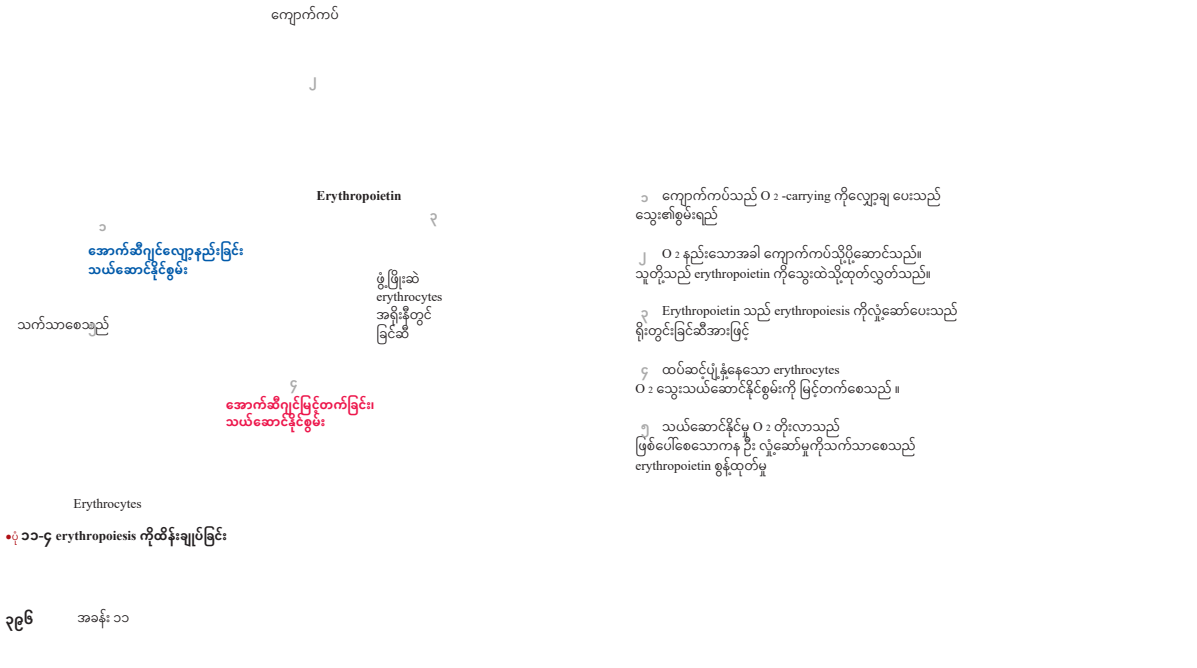 ကျောက်ကပ်
၂
Erythropoietin
၃
၁
အောက်ဆီဂျင်လျော့နည်းခြင်း
သယ်ဆောင်နိုင်စွမ်း
ဖွံ့ဖြိုးဆဲ
erythrocytes
အရိုးနီတွင်
ခြင်ဆီ
သက်သာစေသည်
၅
၄
အောက်ဆီဂျင်မြင့်တက်ခြင်း၊
သယ်ဆောင်နိုင်စွမ်း
Erythrocytes
●ပုံ ၁၁-၄ erythropoiesis ကိုထိန်းချုပ်ခြင်း
၁ ကျောက်ကပ်သည် O 2 -carrying ကိုလျှော့ချ ပေးသည်
သွေး၏စွမ်းရည်
၂ O 2 နည်းသောအခါ ကျောက်ကပ်သို့ပို့ဆောင်သည်။
သူတို့သည် erythropoietin ကိုသွေးထဲသို့ထုတ်လွှတ်သည်။
၃ Erythropoietin သည် erythropoiesis ကိုလှုံ့ဆော်ပေးသည်
ရိုးတွင်းခြင်ဆီအားဖြင့်
၄ ထပ်ဆင့်ပျံ့နှံ့နေသော erythrocytes
O 2 သွေးသယ်ဆောင်နိုင်စွမ်းကို မြင့်တက်စေသည် ။
၅ သယ်ဆောင်နိုင်မှု O 2 တိုးလာသည်
ဖြစ်ပေါ်စေသောကန ဦး လှုံ့ဆော်မှုကိုသက်သာစေသည်
erythropoietin စွန့်ထုတ်မှု
၃၉၆ အခန်း ၁၁